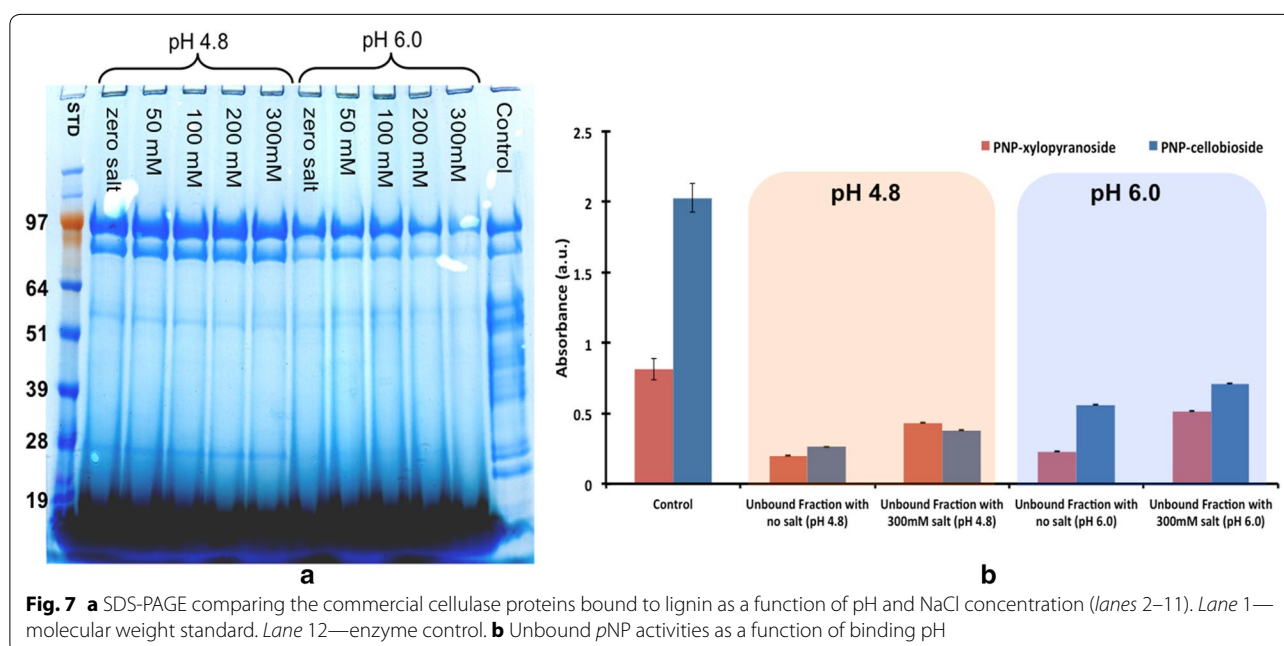 pH 4.8
pH 6.0
STD
zero salt
50 mM
100 mM
200 mM
300mM
zero salt
50 mM
100 mM
200 mM
300mM
Control
97
64
51
39
28
19
a
2.5
2
1.5
1
0.5
0
Absorbance (a.u.)
PNP-xylopyranoside
PNP-cellobioside
pH 4.8
pH 6.0
Control
Unbound Fraction with
no salt (pH 4.8)
Unbound Fraction with
300mM salt (pH 4.8)
Unbound Fraction with
no salt (pH 6.0)
Unbound Fraction with
300mM salt (pH 6.0)
b
Fig. 7 a SDS-PAGE comparing the commercial cellulase proteins bound to lignin as a function of pH and NaCl concentration (lanes 2–11). Lane 1—
molecular weight standard. Lane 12—enzyme control. b Unbound pNP activities as a function of binding pH